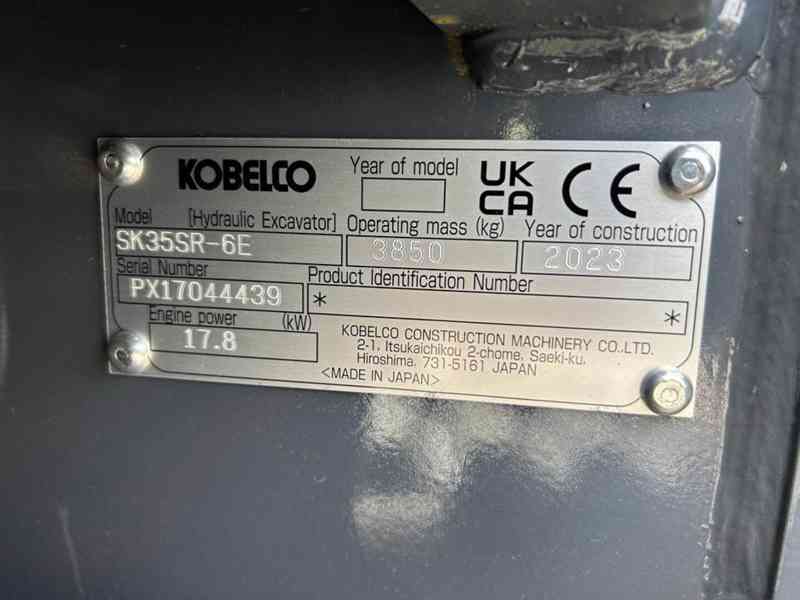 KOBELCO
Year of model
UK
CA
CE
Model [Hydraulic Excavator]
SK35SR-6E
Operating mass (kg)
3850
Year of construction
2023
Serial Number
PX17044439
Product Identification Number
* *
Engine power (kW)
17.8
KOBELCO CONSTRUCTION MACHINERY CO.,LTD.
2-1, Itsukaichikou 2-chome, Saeki-ku,
Hiroshima, 731-5161 JAPAN
<MADE IN JAPAN>